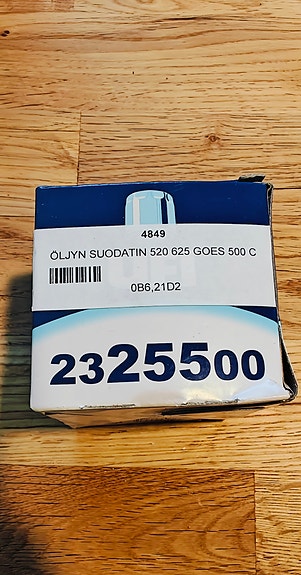 4849
ÖLJYN SUODATIN 520 625 GOES 500 C
0B6,21D2
2325500